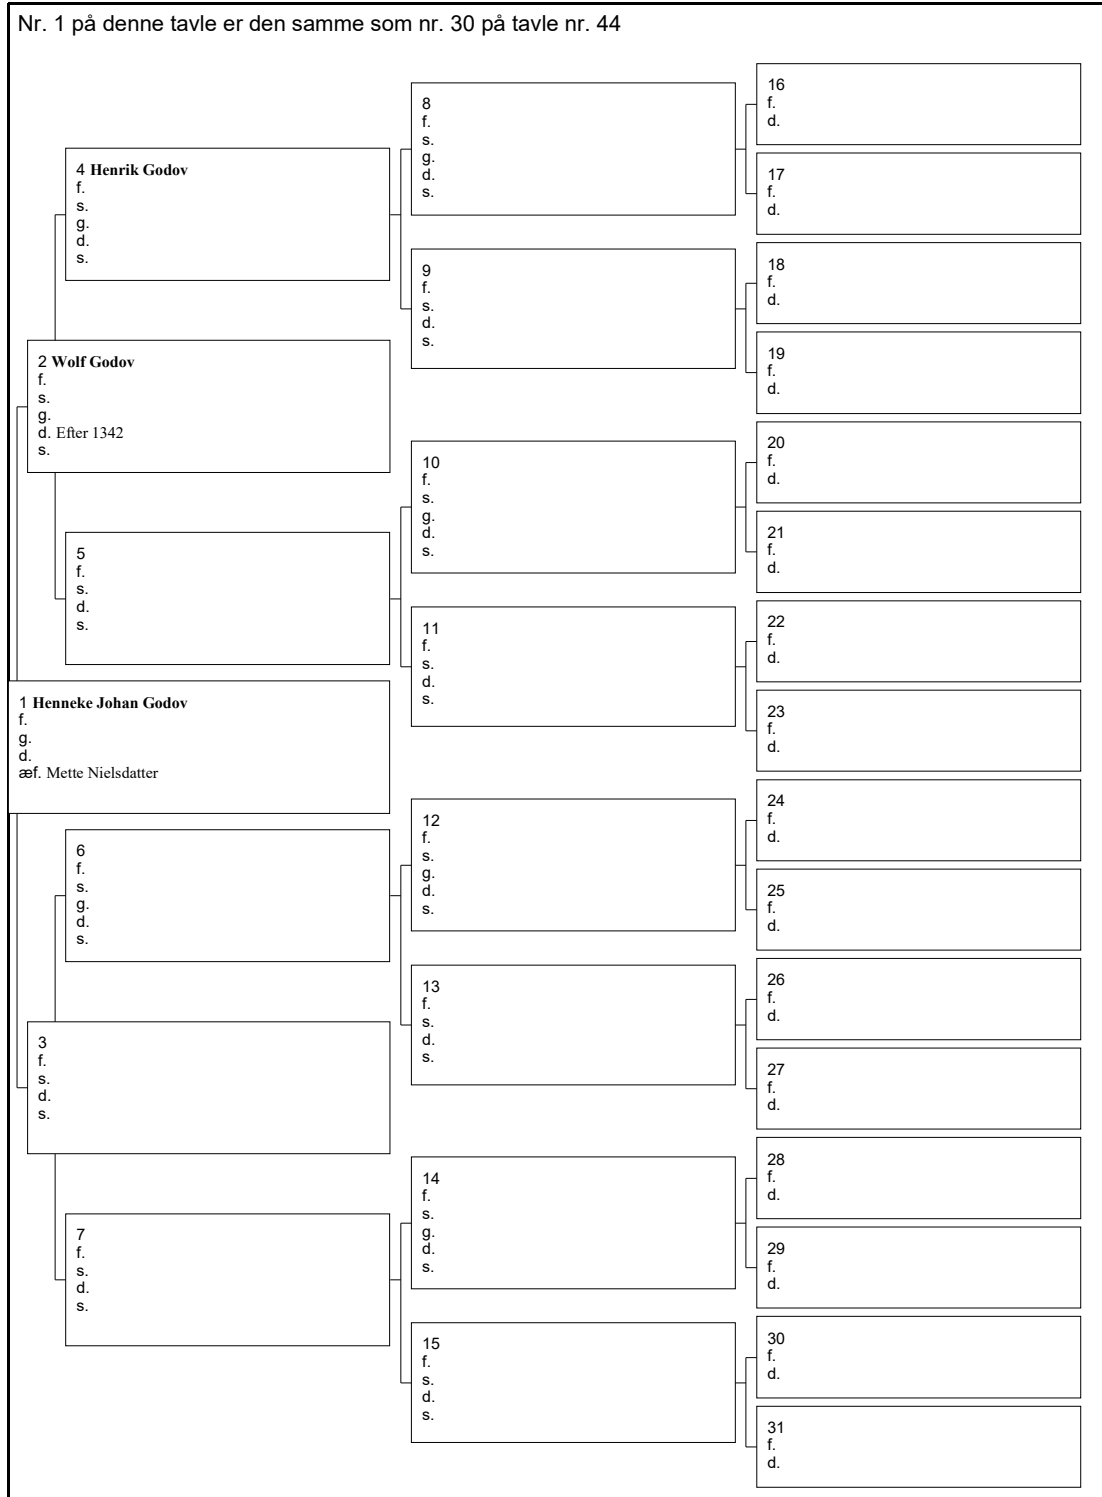 Nr. 1 på denne tavle er den samme som nr. 30 på tavle nr. 44
4 Henrik Godov
f.
s.
g.
d.
s.
2 Wolf Godov
f.
s.
g.
d. Efter 1342
s.
5
f.
s.
d.
s.
1 Henneke Johan Godov
f.
g.
d.
æf. Mette Nielsdatter
6
f.
s.
g.
d.
s.
3
f.
s.
d.
s.
7
f.
s.
d.
s.
8
f.
s.
g.
d.
s.
9
f.
s.
d.
s.
10
f.
s.
g.
d.
s.
11
f.
s.
d.
s.
12
f.
s.
g.
d.
s.
13
f.
s.
d.
s.
14
f.
s.
g.
d.
s.
15
f.
s.
d.
s.
16
f.
d.
17
f.
d.
18
f.
d.
19
f.
d.
20
f.
d.
21
f.
d.
22
f.
d.
23
f.
d.
24
f.
d.
25
f.
d.
26
f.
d.
27
f.
d.
28
f.
d.
29
f.
d.
30
f.
d.
31
f.
d.